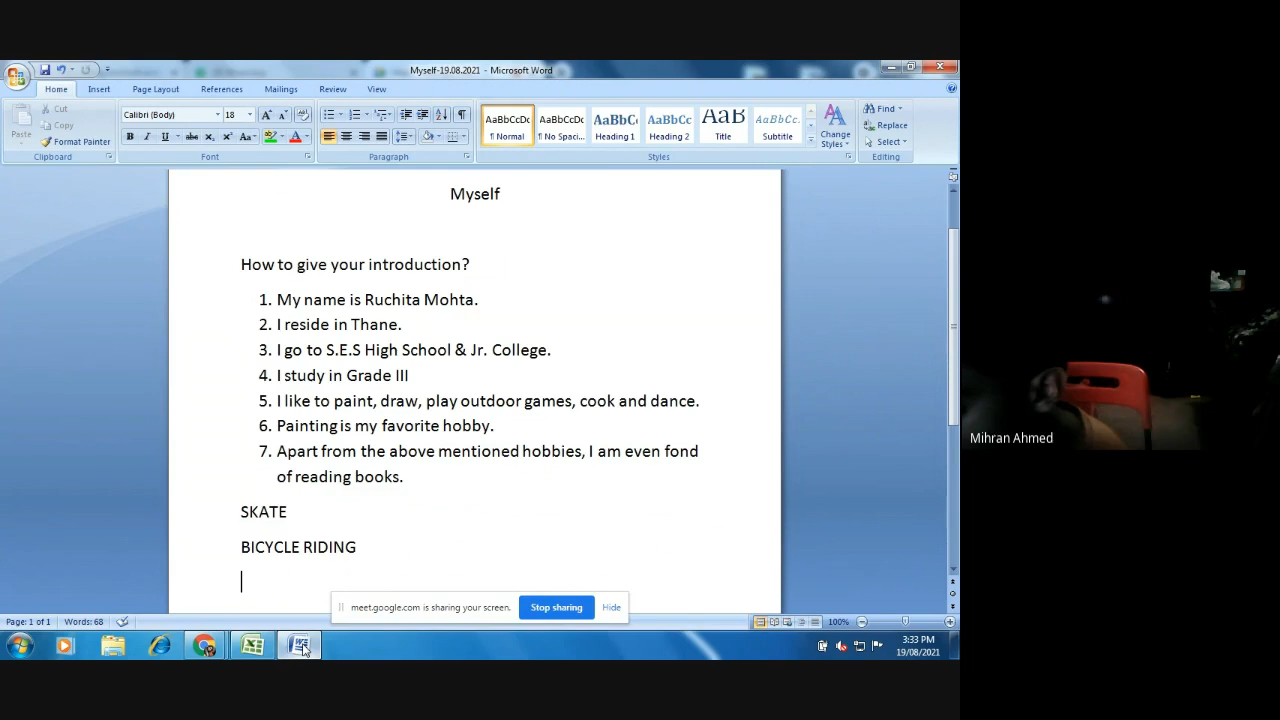 Myself-19.08.2021 - Microsoft Word
Home Insert Page Layout References Mailings Review View
Paste Cut Copy Format Painter
Calibri (Body) 18
AaBbCcDc AaBbCcDc AaBbC AaBbCc AaB AaBbCc.
¶ Normal ¶ No Spaci... Heading 1 Heading 2 Title Subtitle
Change Styles
Find Replace Select
Clipboard Font Paragraph Styles Editing
Myself
How to give your introduction?
1. My name is Ruchita Mohta.
2. I reside in Thane.
3. I go to S.E.S High School & Jr. College.
4. I study in Grade III
5. I like to paint, draw, play outdoor games, cook and dance.
6. Painting is my favorite hobby.
7. Apart from the above mentioned hobbies, I am even fond
of reading books.
SKATE
BICYCLE RIDING
meet.google.com is sharing your screen. Stop sharing Hide
Page: 1 of 1 Words: 68 100%
3:33 PM
19/08/2021
Mihran Ahmed